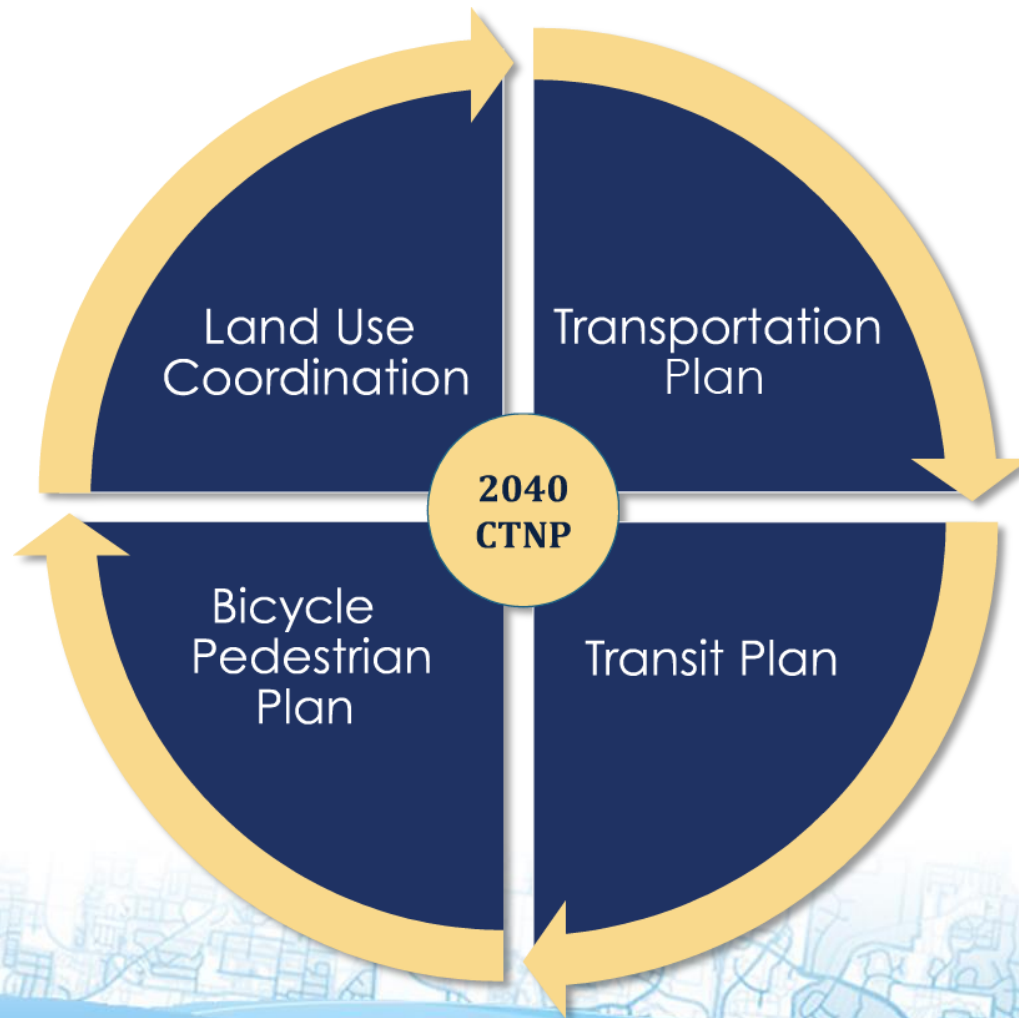 Land Use
Coordination
Transportation
Plan
2040
CTNP
Bicycle
Pedestrian
Plan
Transit Plan